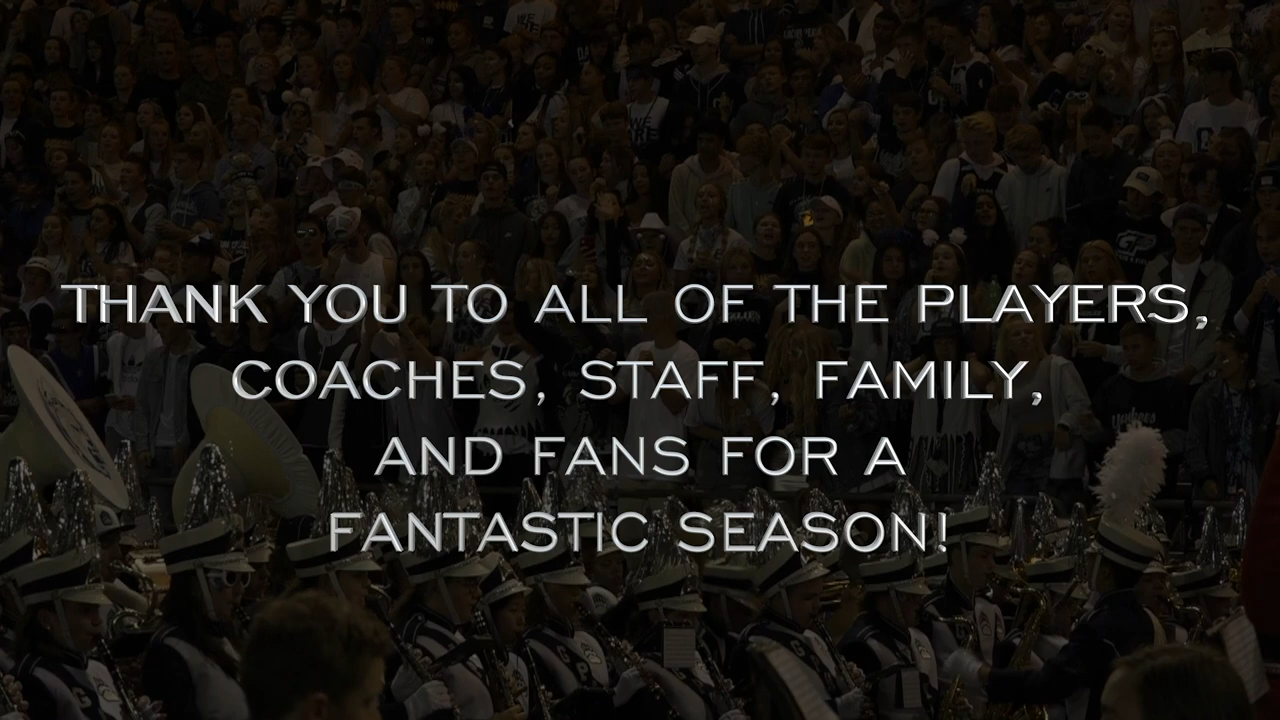 THANK YOU TO ALL OF THE PLAYERS,
COACHES, STAFF, FAMILY,
AND FANS FOR A
FANTASTIC SEASON!